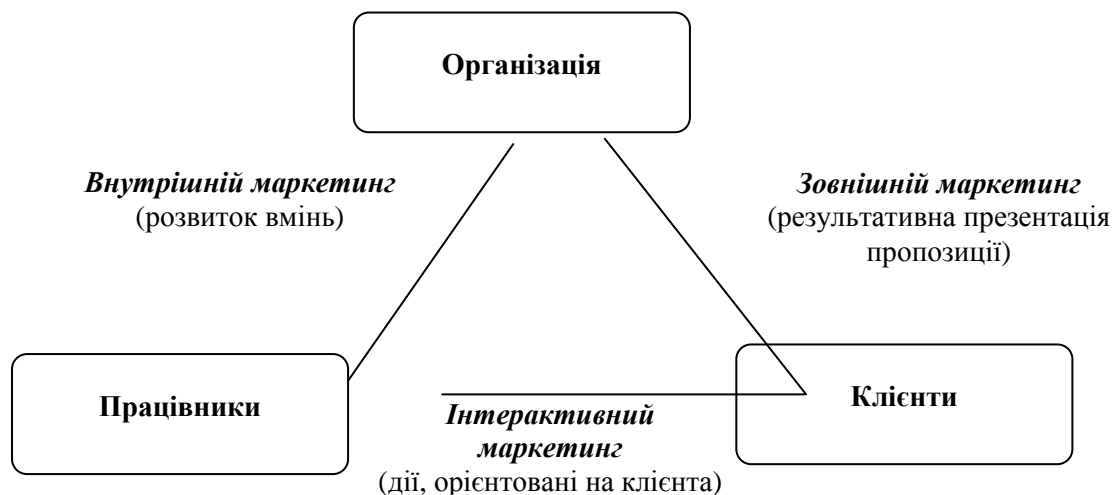 Організація
Внутрішній маркетинг
(розвиток вмінь)
Зовнішній маркетинг
(результативна презентація
пропозиції)
Працівники
Інтерактивний
маркетинг
(дії, орієнтовані на клієнта)
Клієнти